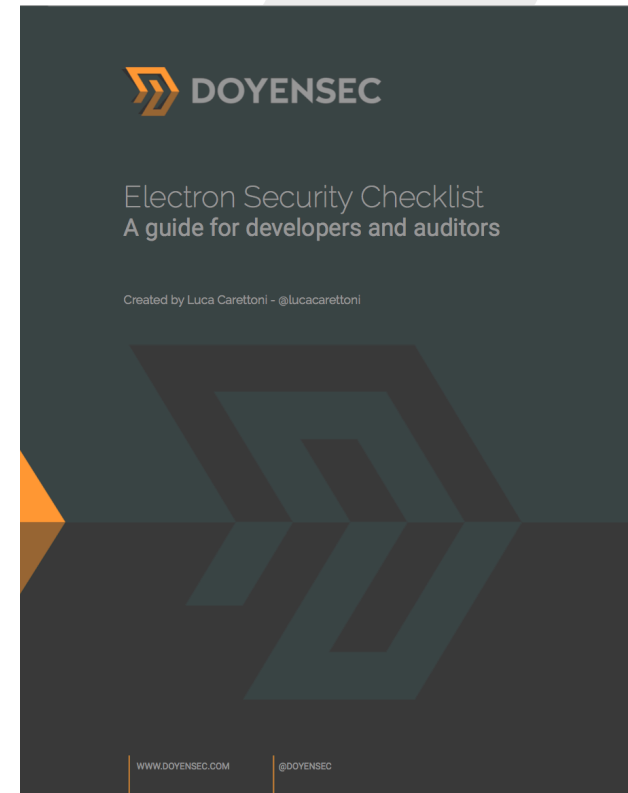 DOYENSEC
Electron Security Checklist
A guide for developers and auditors
Created by Luca Carettoni - @lucacarettoni
WWW.DOYENSEC.COM
@DOYENSEC